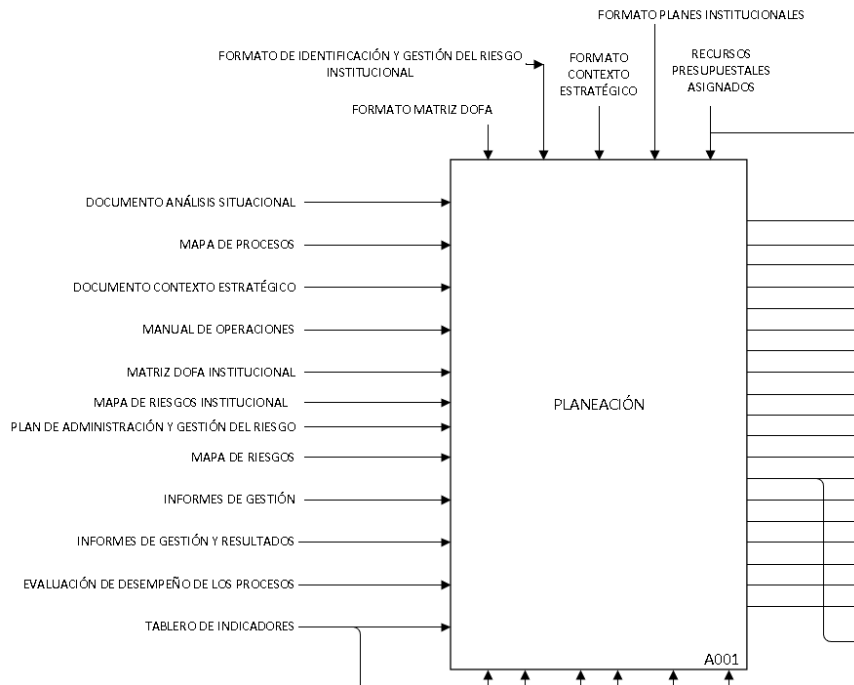 FORMATO PLANES INSTITUCIONALES
FORMATO DE IDENTIFICACIÓN Y GESTIÓN DEL RIESGO
INSTITUCIONAL
FORMATO
CONTEXTO
ESTRATÉGICO
RECURSOS
PRESUPUESTALES
ASIGNADOS
FORMATO MATRIZ DOFA
DOCUMENTO ANÁLISIS SITUACIONAL
MAPA DE PROCESOS
DOCUMENTO CONTEXTO ESTRATÉGICO
MANUAL DE OPERACIONES
MATRIZ DOFA INSTITUCIONAL
MAPA DE RIESGOS INSTITUCIONAL
PLAN DE ADMINISTRACIÓN Y GESTIÓN DEL RIESGO
MAPA DE RIESGOS
INFORMES DE GESTIÓN
INFORMES DE GESTIÓN Y RESULTADOS
EVALUACIÓN DE DESEMPEÑO DE LOS PROCESOS
TABLERO DE INDICADORES
PLANEACIÓN
A001